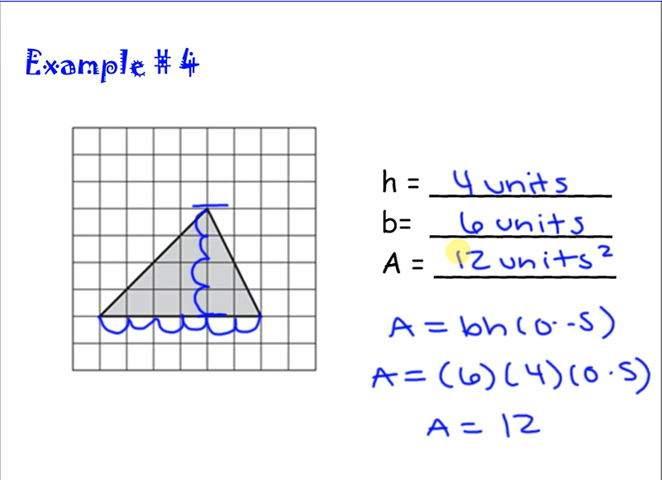 Example #4
h = 4 units
b= 6 units
A = 12 units²
A = bh(0.-5)
A = (6)(4)(0.5)
A = 12